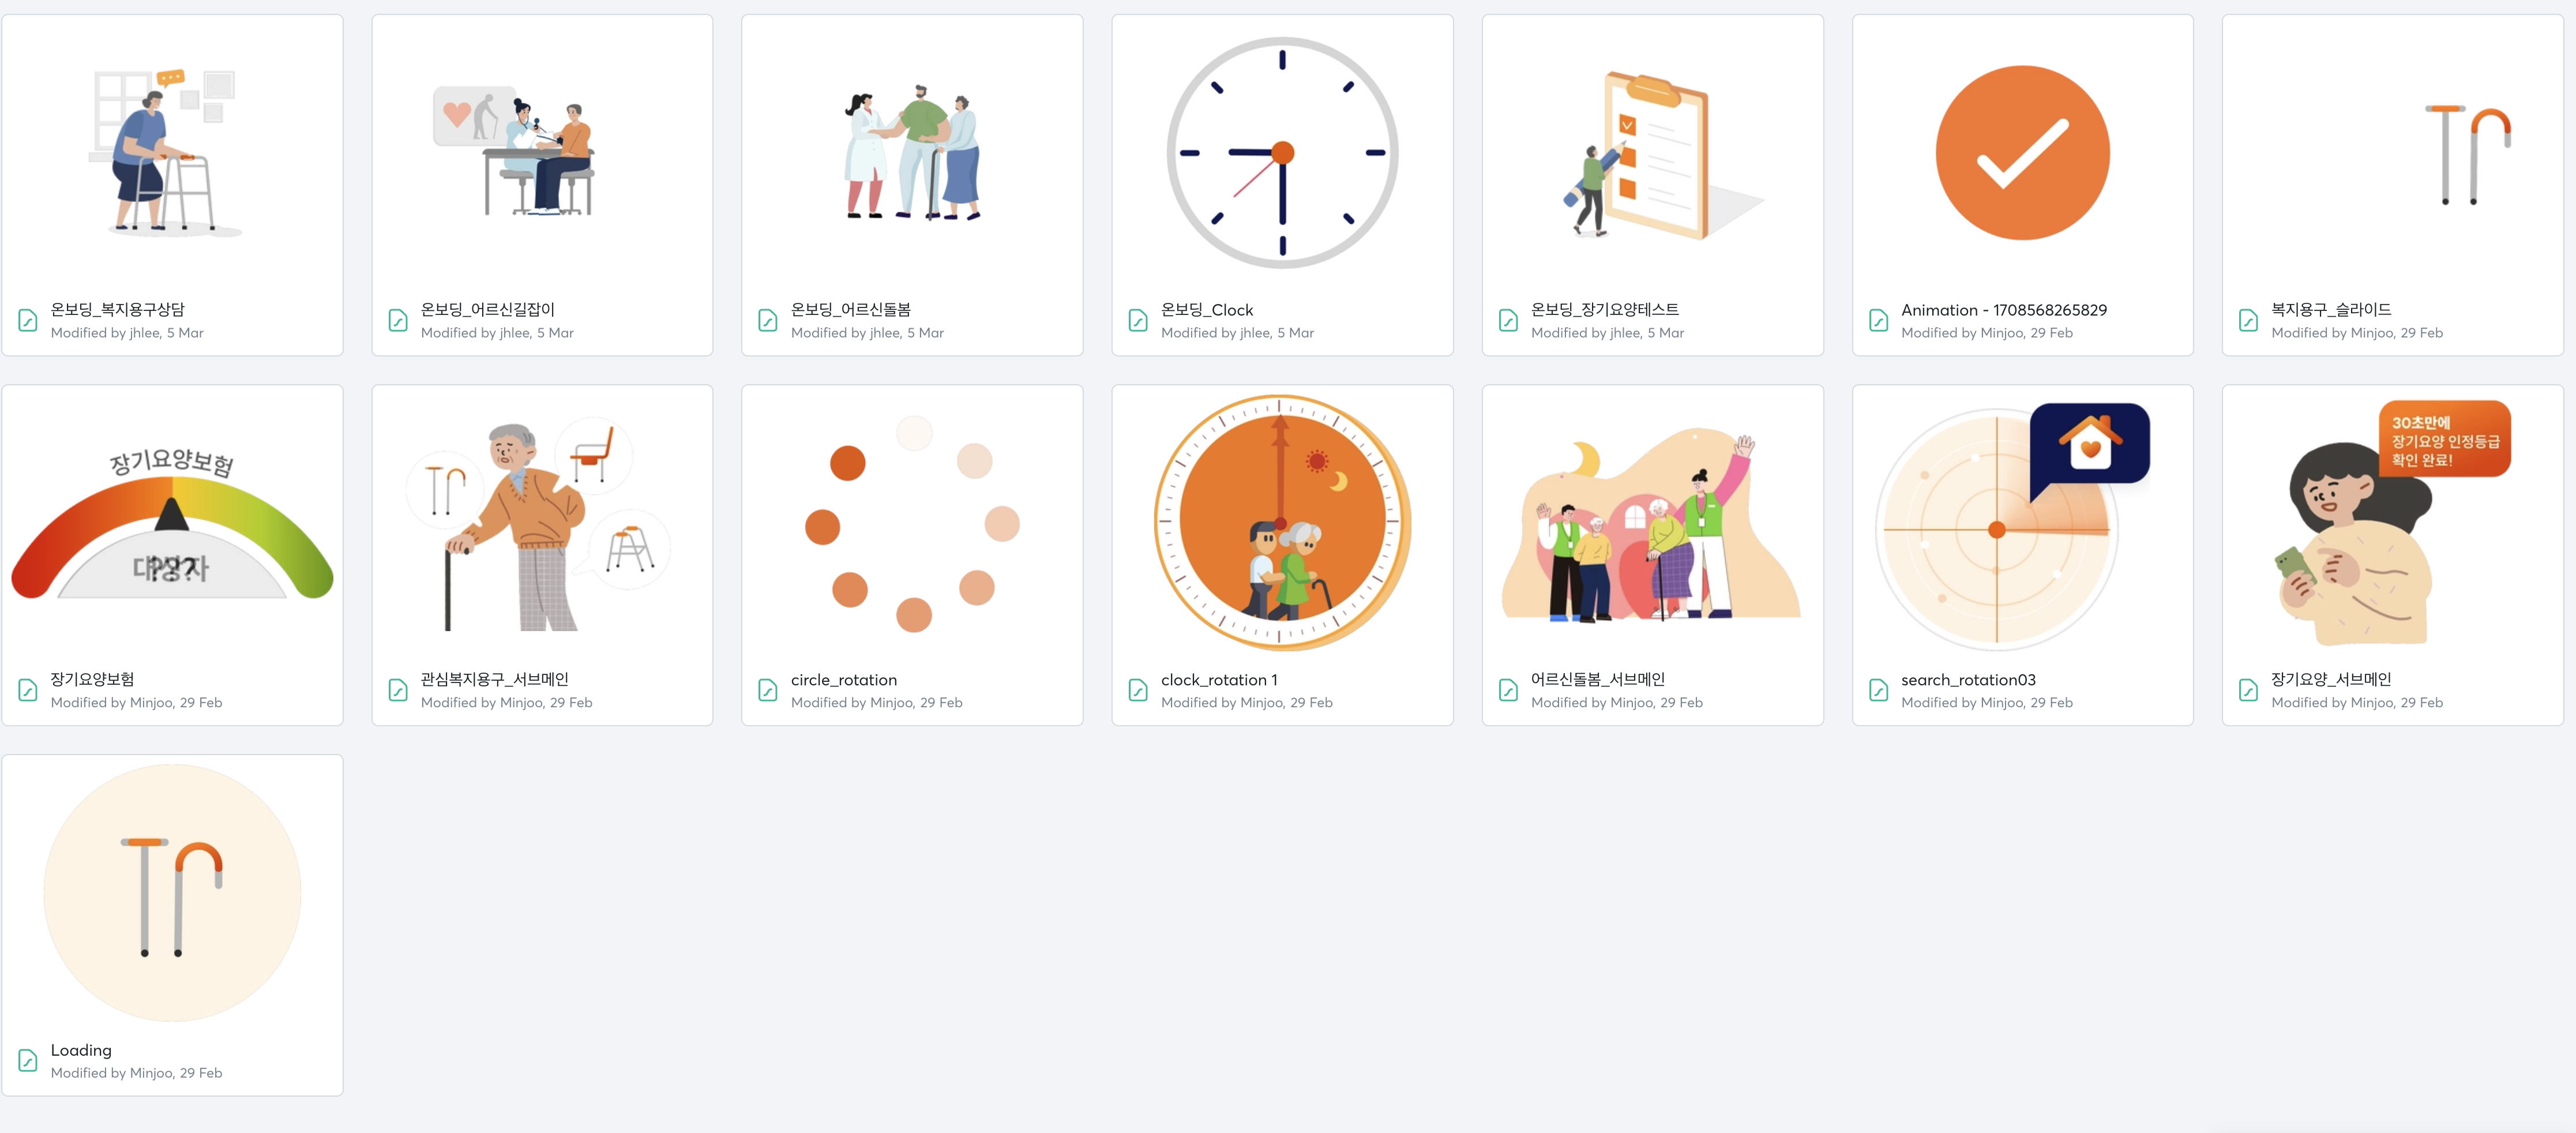 온보딩_복지용구상담
Modified by jhlee, 5 Mar
온보딩_어르신길잡이
Modified by jhlee, 5 Mar
온보딩_어르신돌봄
Modified by jhlee, 5 Mar
온보딩_Clock
Modified by jhlee, 5 Mar
온보딩_장기요양테스트
Modified by jhlee, 5 Mar
Animation - 1708568265829
Modified by Minjoo, 29 Feb
복지용구_슬라이드
Modified by Minjoo, 29 Feb
장기요양보험
장기요양보험
Modified by Minjoo, 29 Feb
관심복지용구_서브메인
Modified by Minjoo, 29 Feb
circle_rotation
Modified by Minjoo, 29 Feb
clock_rotation 1
Modified by Minjoo, 29 Feb
어르신돌봄_서브메인
Modified by Minjoo, 29 Feb
search_rotation03
Modified by Minjoo, 29 Feb
30초만에
장기요양 인정등급
확인 완료!
장기요양_서브메인
Modified by Minjoo, 29 Feb
Loading
Modified by Minjoo, 29 Feb